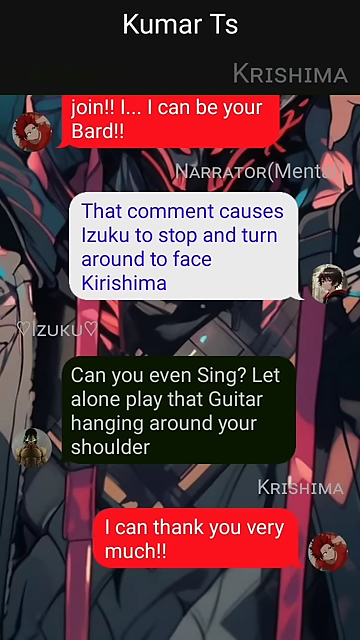 Kumar Ts
Krishima
join!! I... I can be your
Bard!!
Narrator(Mental
That comment causes
Izuku to stop and turn
around to face
Kirishima
♡Izuku♡
Can you even Sing? Let
alone play that Guitar
hanging around your
shoulder
Krishima
I can thank you very
much!!